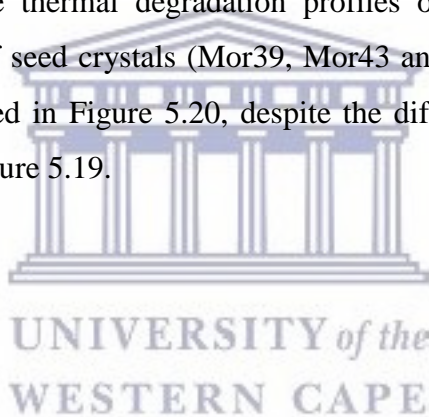 thermal degradation profiles o
seed crystals (Mor39, Mor43 an
ed in Figure 5.20, despite the dif
ure 5.19.
UNIVERSITY of the
WESTERN CAPE